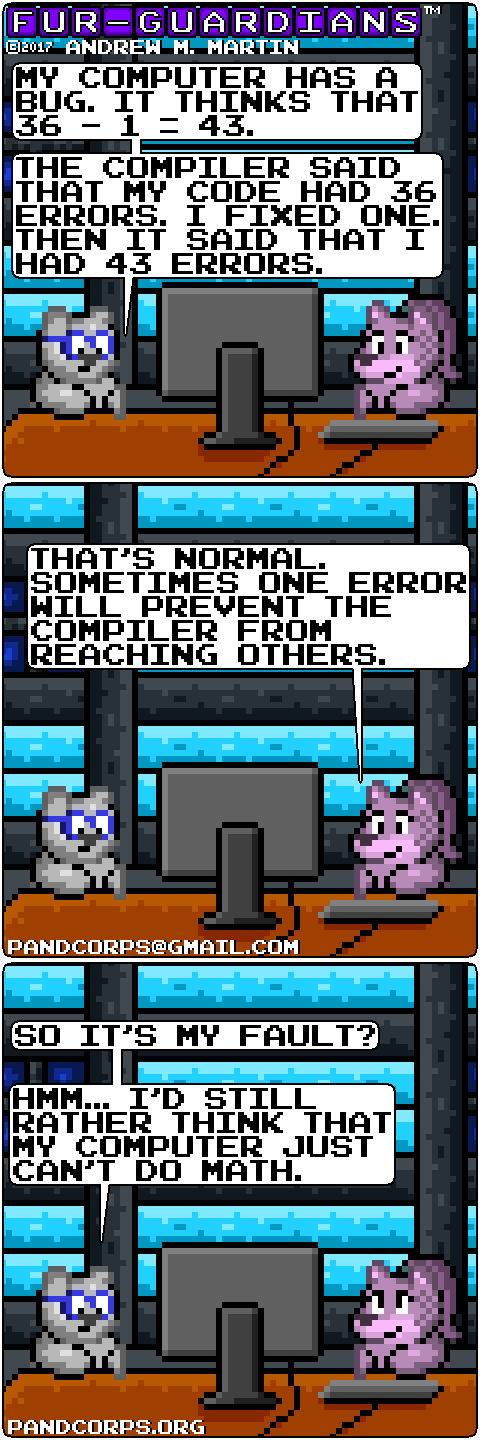 FUR-GUARDIANS™
©2017 ANDREW M. MARTIN
MY COMPUTER HAS A
BUG. IT THINKS THAT
36 - 1 = 43.
THE COMPILER SAID
THAT MY CODE HAD 36
ERRORS. I FIXED ONE.
THEN IT SAID THAT I
HAD 43 ERRORS.
THAT'S NORMAL.
SOMETIMES ONE ERROR
WILL PREVENT THE
COMPILER FROM
REACHING OTHERS.
PANDCORPS@GMAIL.COM
SO IT'S MY FAULT?
HMM... I'D STILL
RATHER THINK THAT
MY COMPUTER JUST
CAN'T DO MATH.
PANDCORPS.ORG